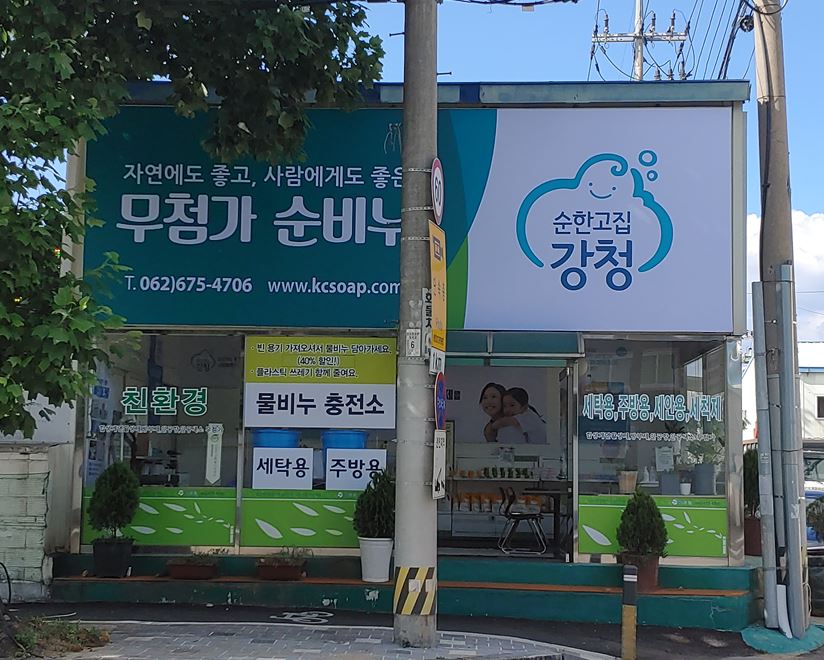 자연에도 좋고, 사람에게도 좋은
무첨가 순비누
T. 062)675-4706 www.kcsoap.com
순한고집
강청
60
· 빈 용기 가져오셔서 물비누 담아가세요.
(40% 할인!)
· 플라스틱 쓰레기 함께 줄여요.
물비누 충전소
세탁용
주방용
친환경
세탁용, 주방용, 세안용, 세척제
6